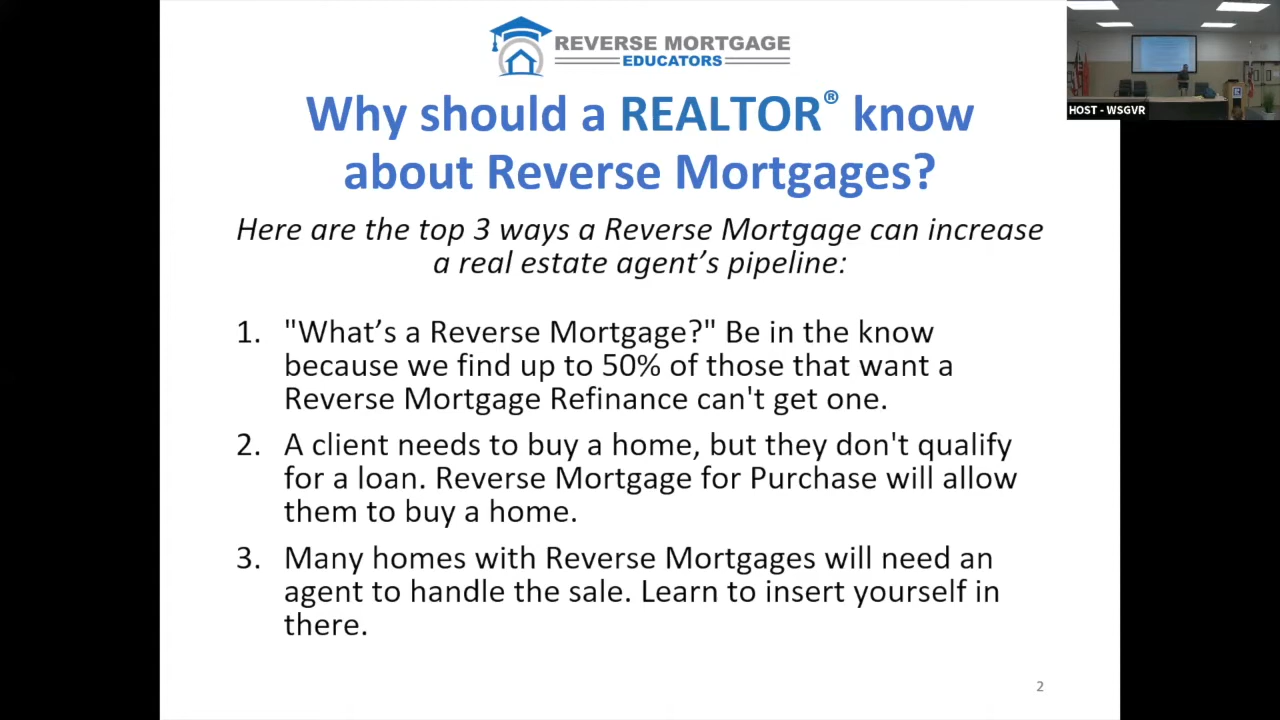 REVERSE MORTGAGE
EDUCATORS
HOST - WSGVR
Why should a REALTOR® know
about Reverse Mortgages?
Here are the top 3 ways a Reverse Mortgage can increase
a real estate agent’s pipeline:
1. "What’s a Reverse Mortgage?" Be in the know
because we find up to 50% of those that want a
Reverse Mortgage Refinance can't get one.
2. A client needs to buy a home, but they don't qualify
for a loan. Reverse Mortgage for Purchase will allow
them to buy a home.
3. Many homes with Reverse Mortgages will need an
agent to handle the sale. Learn to insert yourself in
there.
2